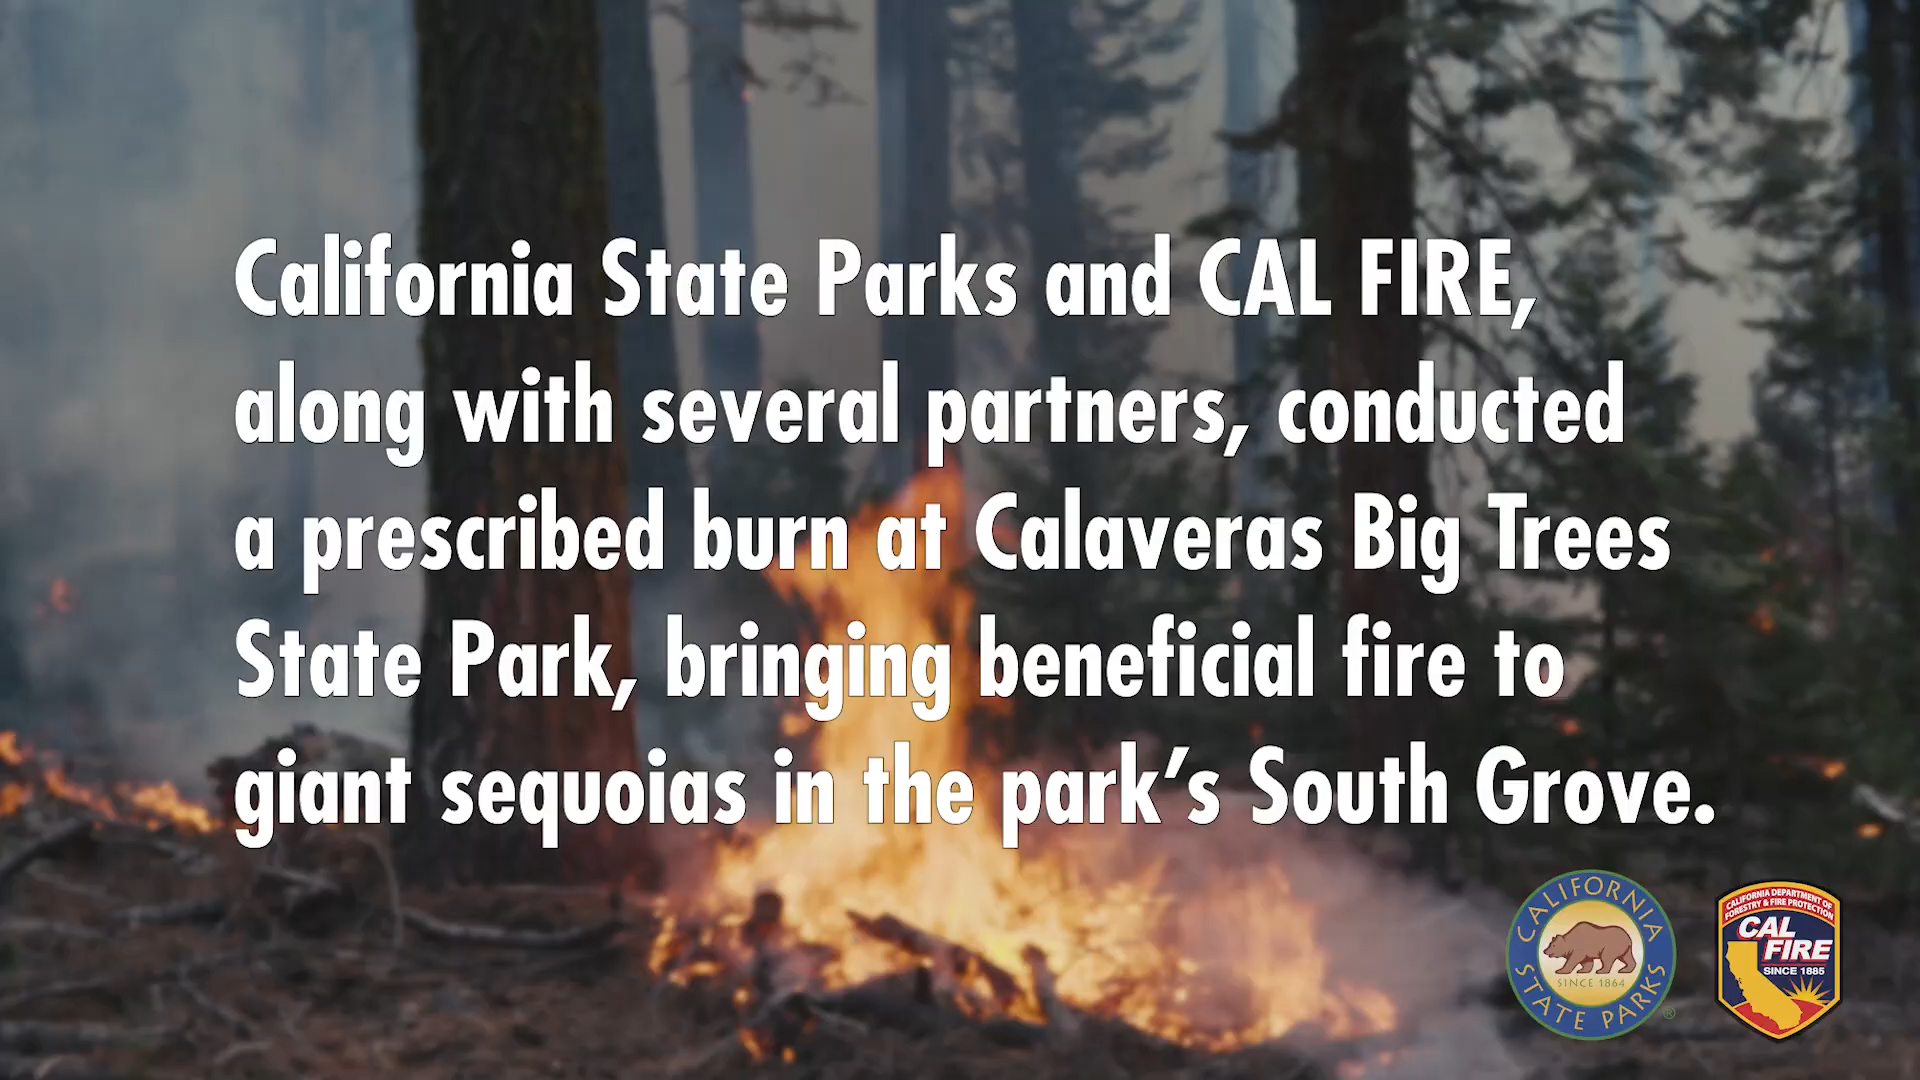 California State Parks and CAL FIRE,
along with several partners, conducted
a prescribed burn at Calaveras Big Trees
State Park, bringing beneficial fire to
giant sequoias in the park’s South Grove.
CALIFORNIA
SINCE 1864
STATE PARKS
®
CALIFORNIA DEPARTMENT OF
FORESTRY & FIRE PROTECTION
CAL
FIRE
SINCE 1885